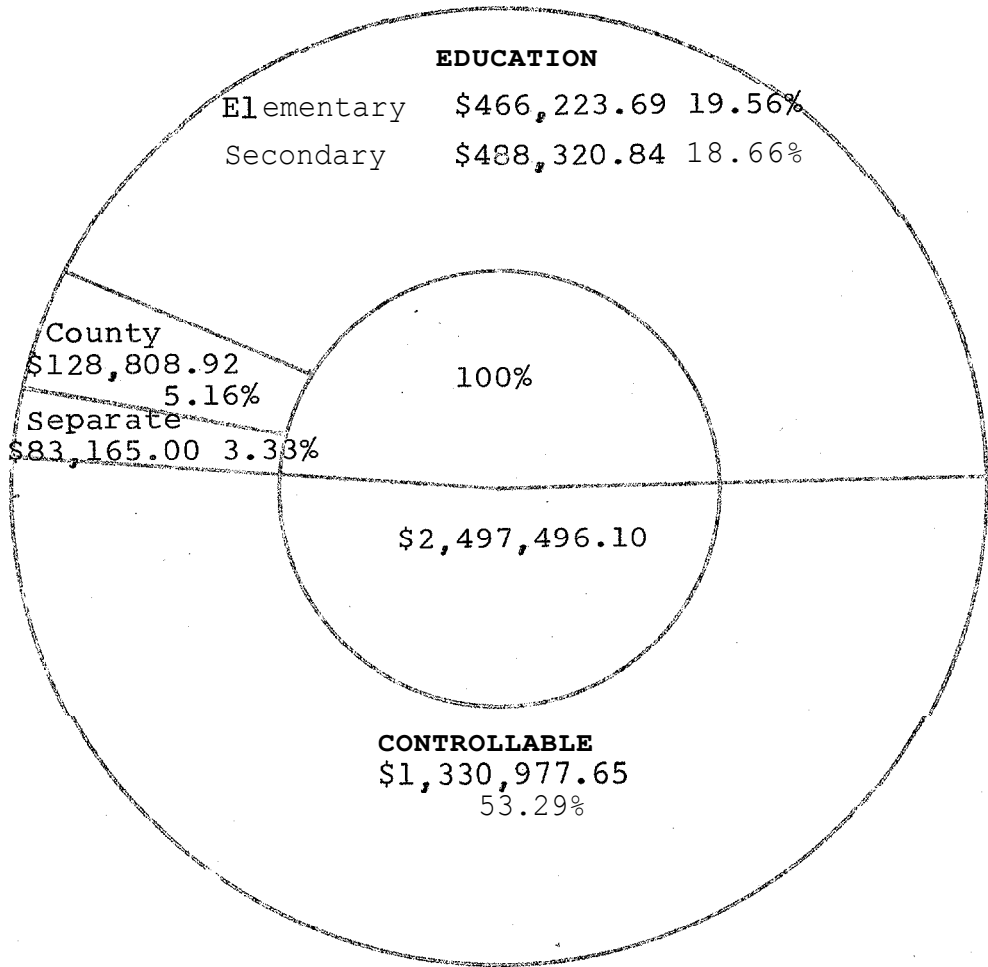 EDUCATION
Elementary $466,223.69 19.56%
Secondary $488,320.84 18.66%
County
$128,808.92
5.16%
Separate
$83,165.00 3.33%
100%
$2,497,496.10
CONTROLLABLE
$1,330,977.65
53.29%